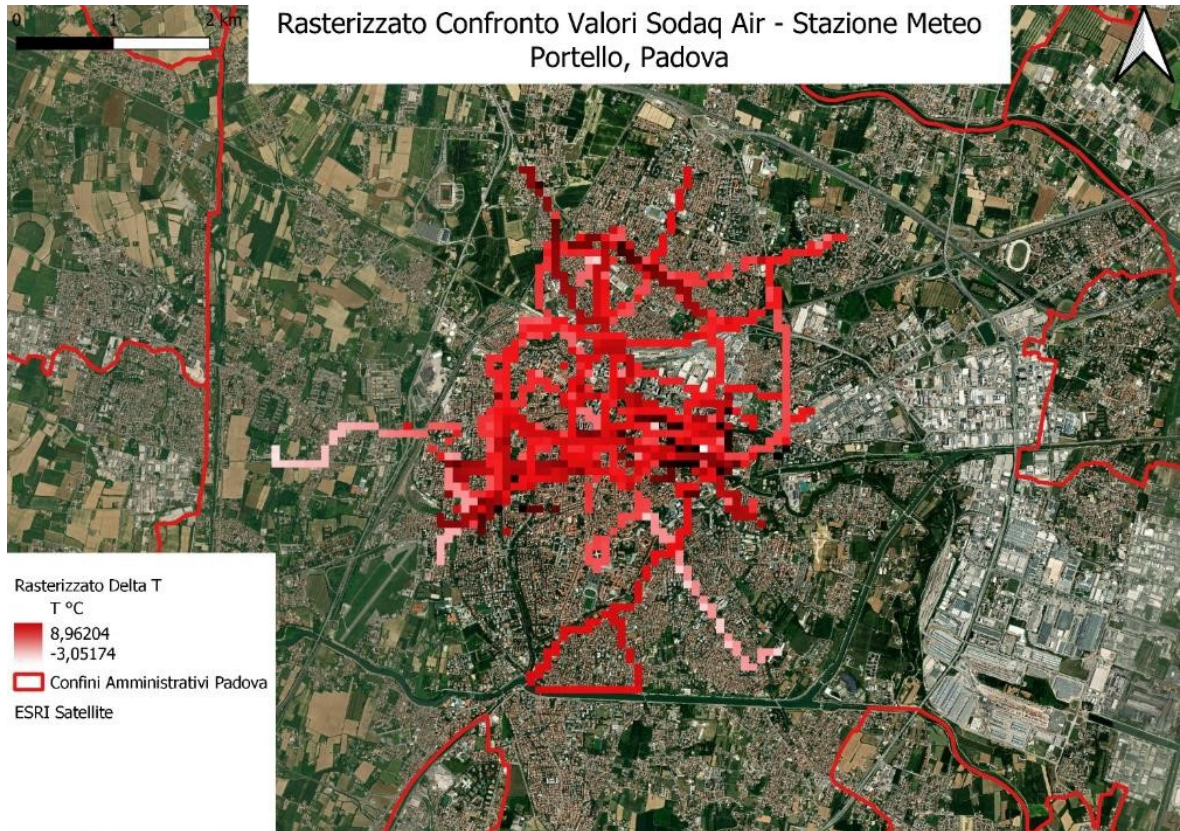 0 1 2 km
Rasterizzato Confronto Valori Sodaq Air - Stazione Meteo
Portello, Padova
Rasterizzato Delta T
T °C
8,96204
-3,05174
Confini Amministrativi Padova
ESRI Satellite